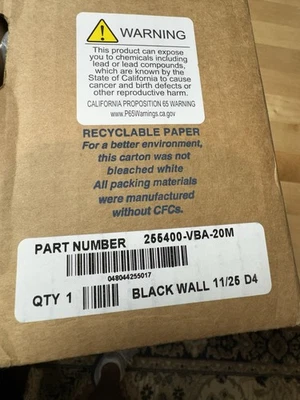 WARNING
This product can expose
you to chemicals including
lead or lead compounds,
which are known by the
State of California to cause
cancer and birth defects or
other reproductive harm.
CALIFORNIA PROPOSITION 65 WARNING
www.P65Warnings.ca.gov
RECYCLABLE PAPER
For a better environment,
this carton was not
bleached white
All packing materials
were manufactured
without CFCs.
PART NUMBER 255400-VBA-20M
048044255017
QTY 1 BLACK WALL 11/25 D4